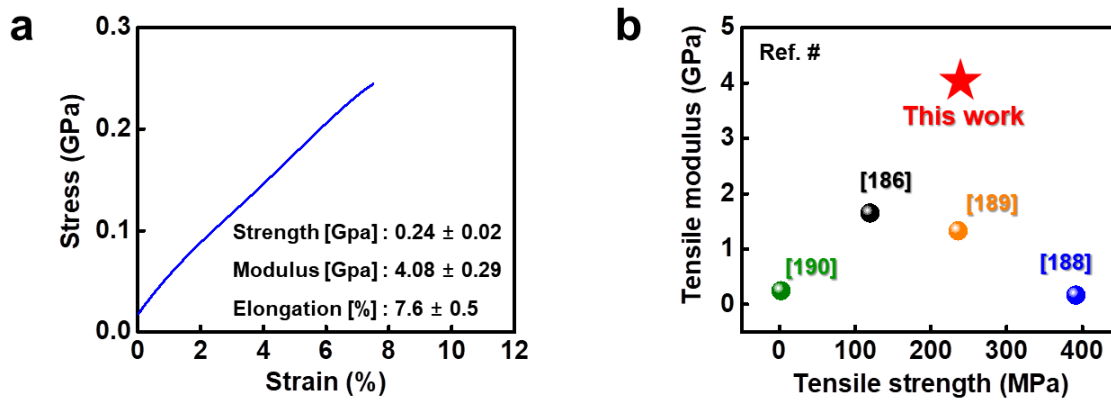 a
0.3
0.2
0.1
0.0
Stress (GPa)
Strength [Gpa] : 0.24 ± 0.02
Modulus [Gpa] : 4.08 ± 0.29
Elongation [%] : 7.6 ± 0.5
0 2 4 6 8 10 12
Strain (%)
b
5
4
3
2
1
0
Tensile modulus (GPa)
Ref. #
This work
[186]
[189]
[190]
[188]
0 100 200 300 400
Tensile strength (MPa)